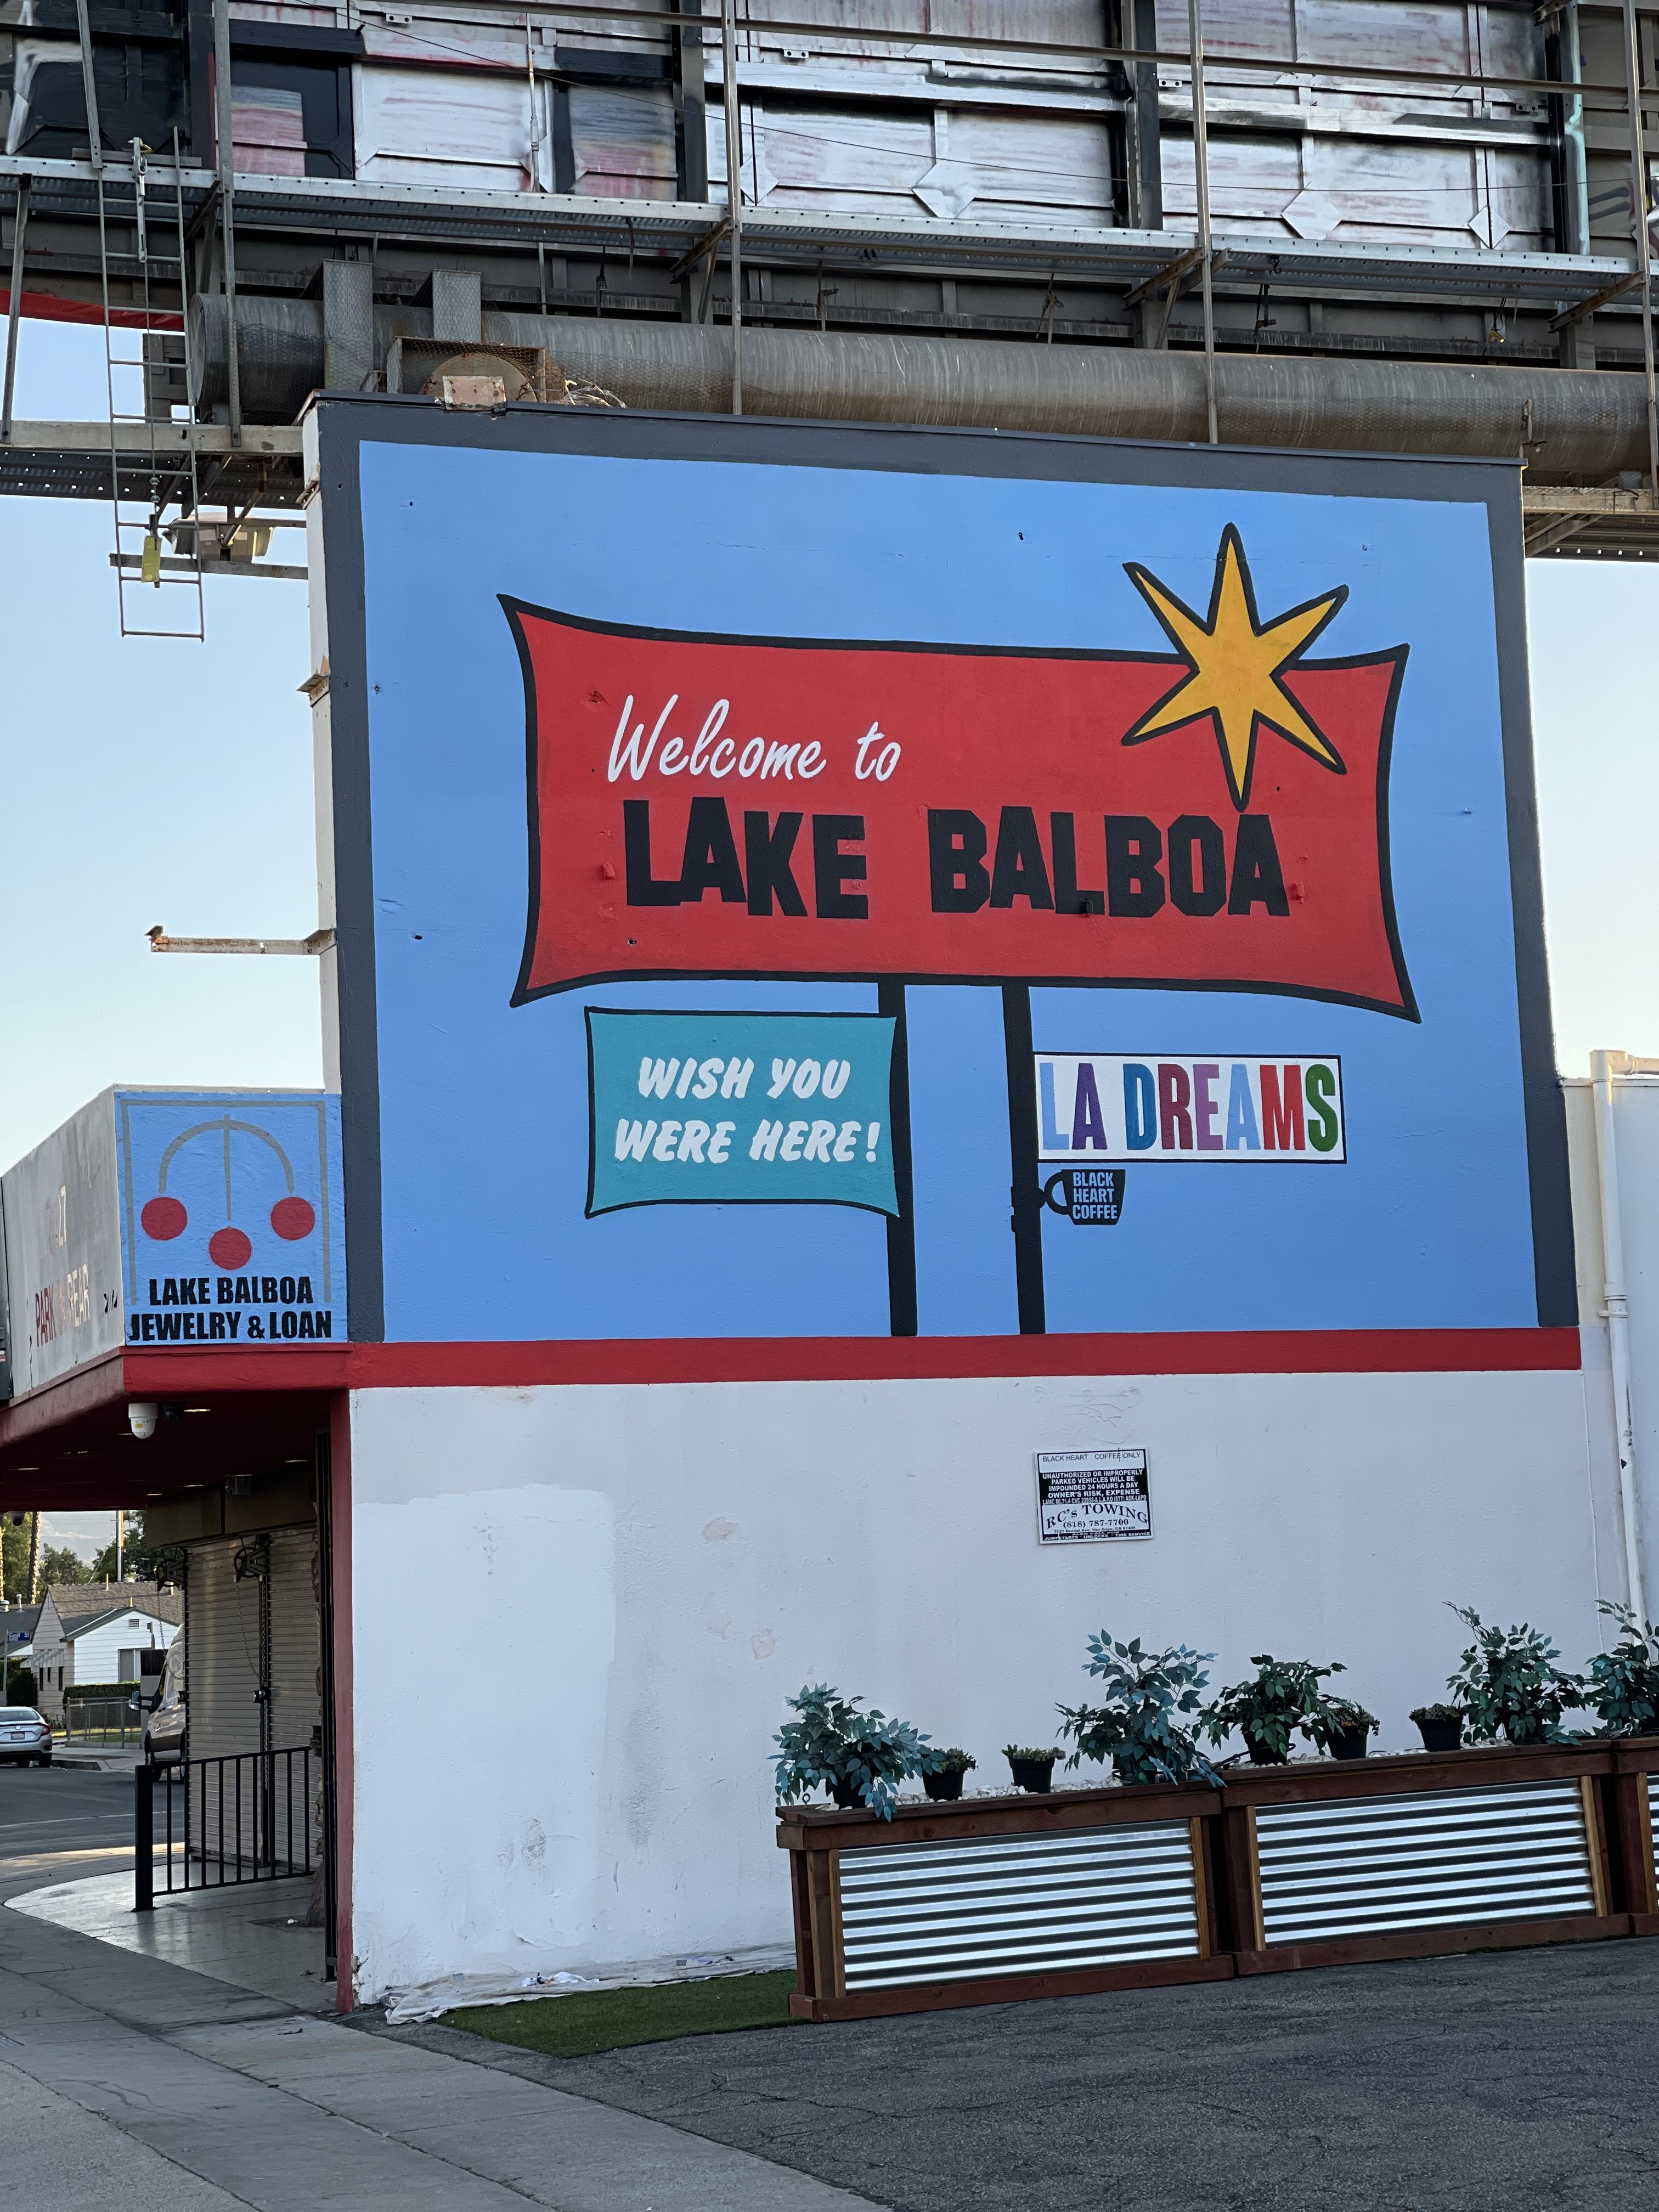 Welcome to
LAKE BALBOA
WISH YOU
WERE HERE!
LA DREAMS
BLACK
HEART
COFFEE
LAKE BALBOA
JEWELRY & LOAN
PARK REAR
BLACK HEART COFFEE ONLY
UNAUTHORIZED OR IMPROPERLY
PARKED VEHICLES WILL BE
IMPOUNDED 24 HOURS A DAY
OWNER'S RISK, EXPENSE
RC's TOWING
(818) 787-7700